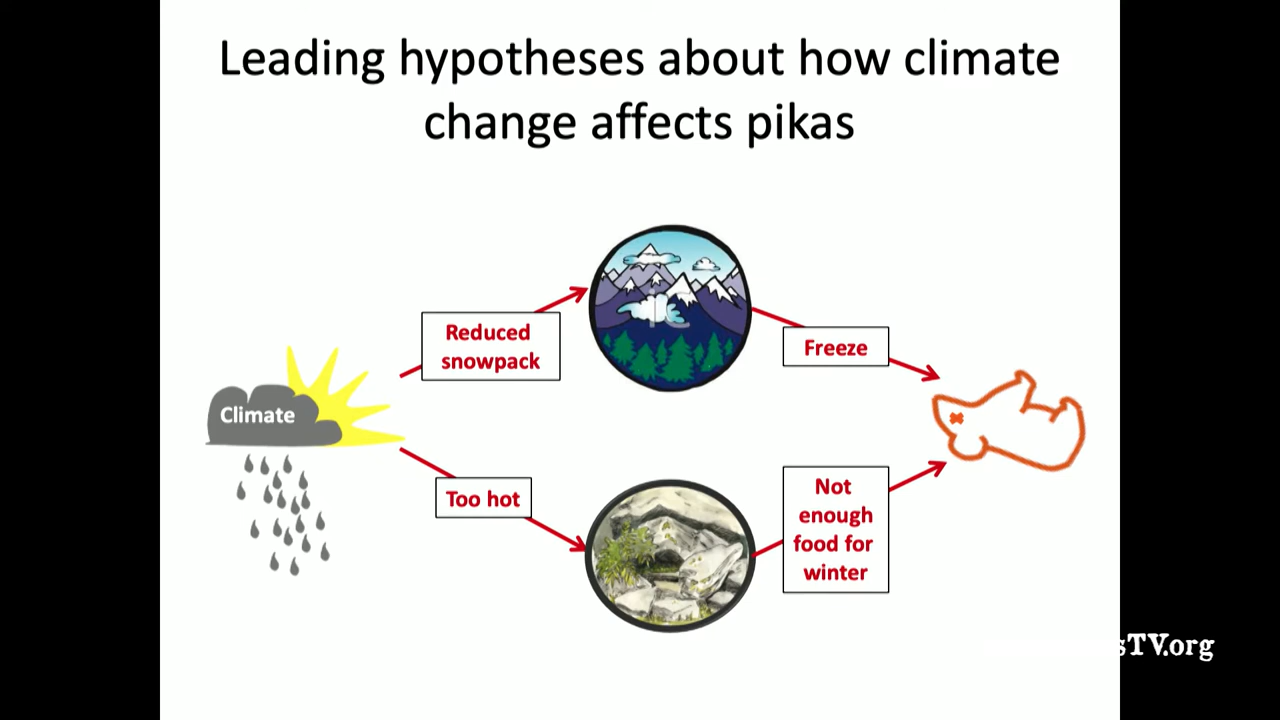 Leading hypotheses about how climate
change affects pikas
Reduced
snowpack
Freeze
Climate
Too hot
Not
enough
food for
winter
sTV.org